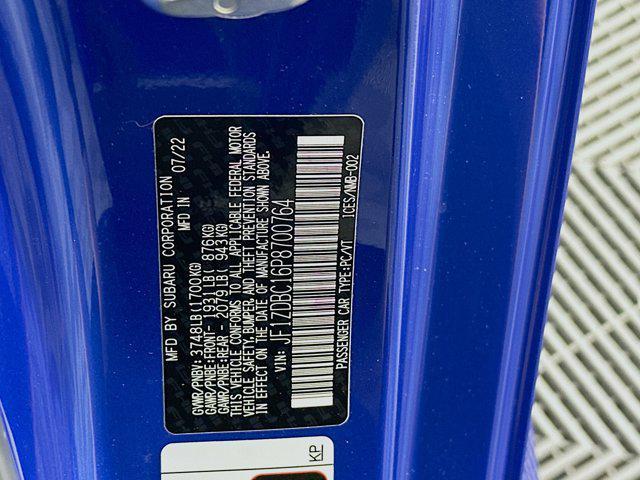 MFD BY SUBARU CORPORATION
MFD IN 07/22
GVWR/PNBV: 3748LB(1700KG)
GAWR/PNBE:FRONT- 1931LB( 876KG)
GAWR/PNBE:REAR - 2079LB( 943KG)
THIS VEHICLE CONFORMS TO ALL APPLICABLE FEDERAL MOTOR
VEHICLE SAFETY, BUMPER, AND THEFT PREVENTION STANDARDS
IN EFFECT ON THE DATE OF MANUFACTURE SHOWN ABOVE.
VIN: JF1ZDBC16P8700764
PASSENGER CAR TYPE:PC/VT ICES/NMB-002
KP